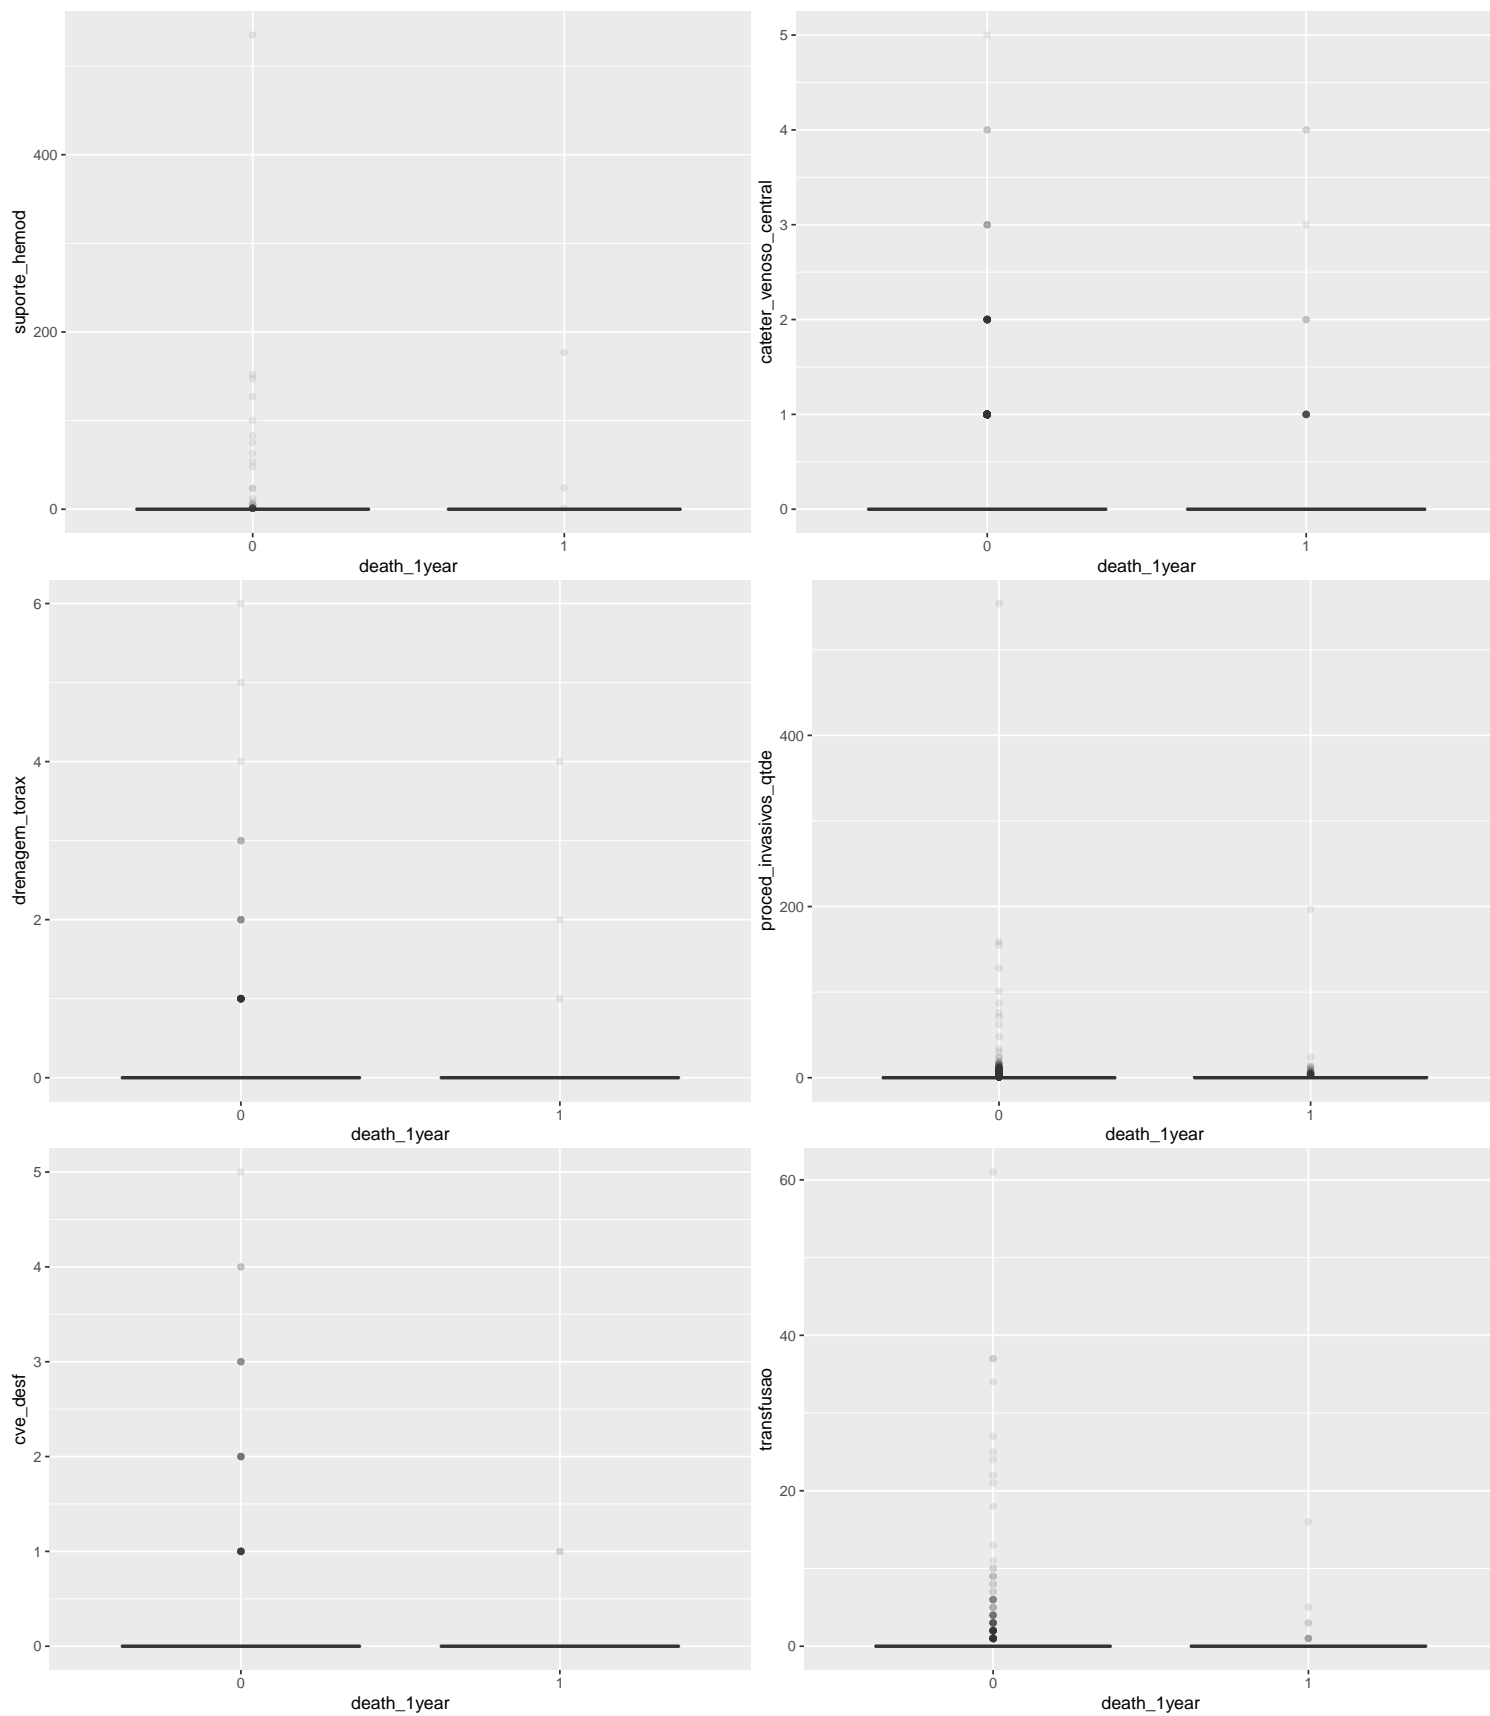 suporte_hemod
400
200
0
0 1
death_1year
cateter_venoso_central
5
4
3
2
1
0
0 1
death_1year
drenagem_torax
6
4
2
0
0 1
death_1year
proced_invasivos_qtde
400
200
0
0 1
death_1year
cve_desf
5
4
3
2
1
0
0 1
death_1year
transfusao
60
40
20
0
0 1
death_1year